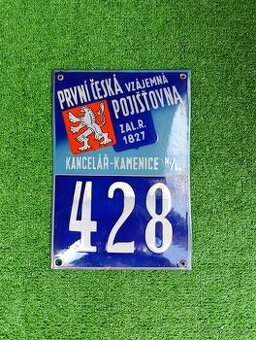 PRVNÍ ČESKÁ VZÁJEMNÁ
POJIŠŤOVNA
ZAL.R.
1827
KANCELÁŘ-KAMENICE N/L.
428